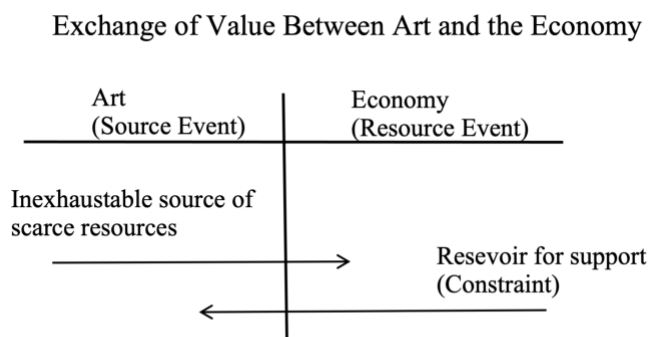 Exchange of Value Between Art and the Economy
Art
(Source Event)
Economy
(Resource Event)
Inexhaustable source of
scarce resources
Resevoir for support
(Constraint)